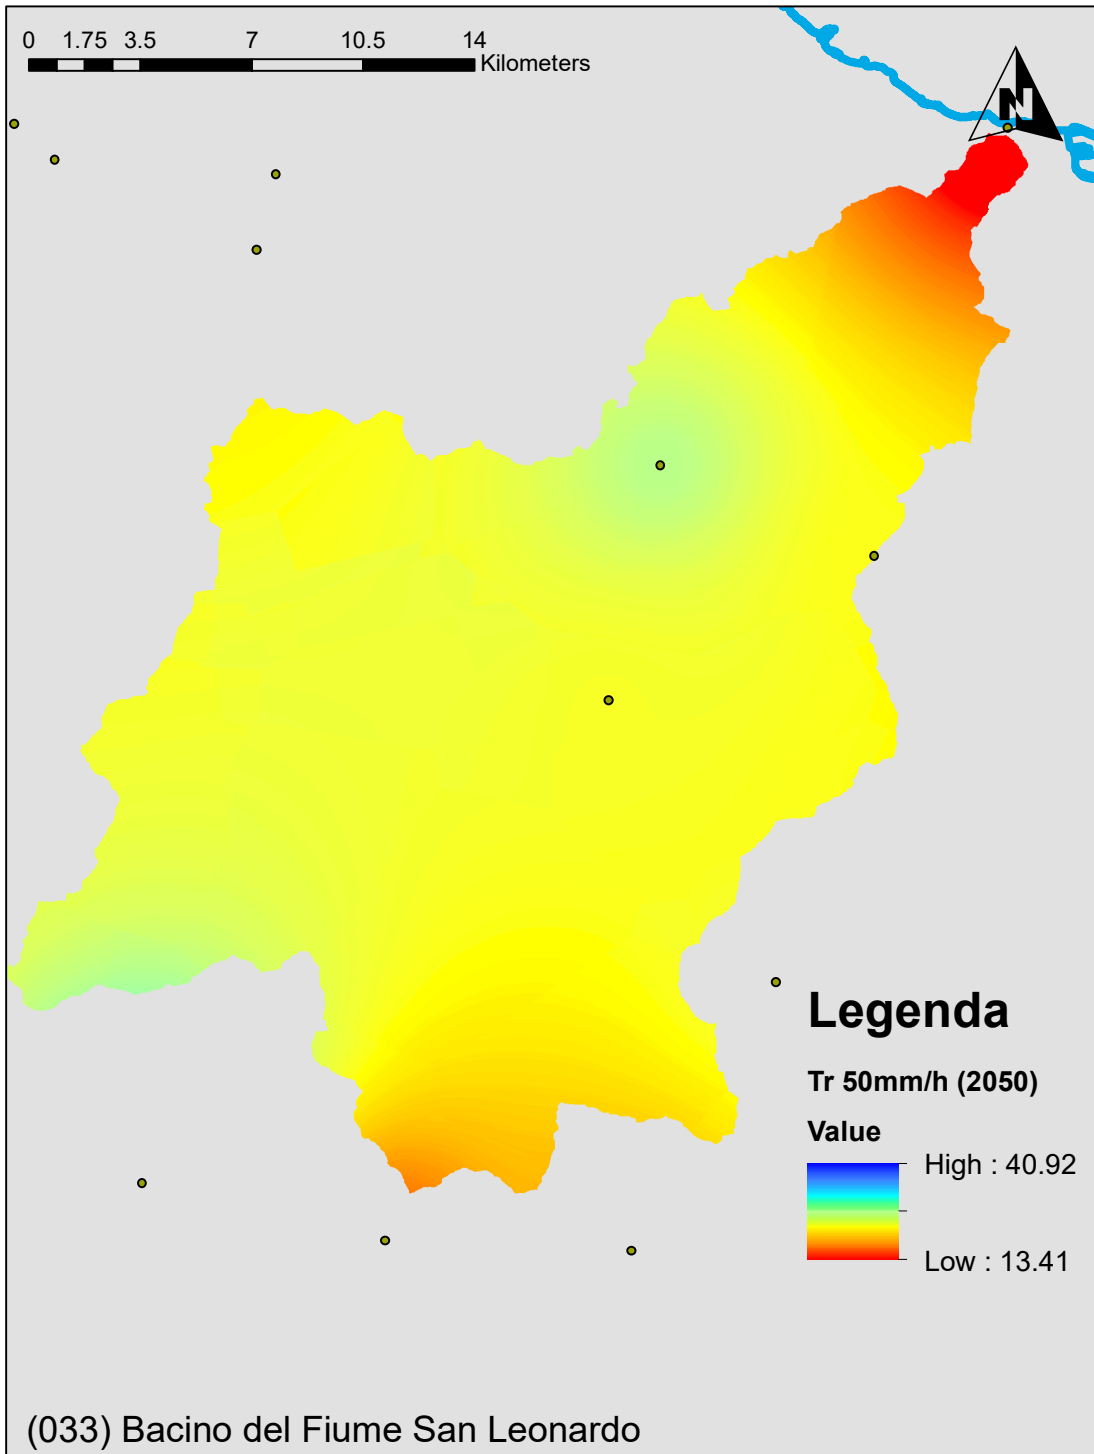 0 1.75 3.5 7 10.5 14
Kilometers
N
Legenda
Tr 50mm/h (2050)
Value
High : 40.92
Low : 13.41
(033) Bacino del Fiume San Leonardo